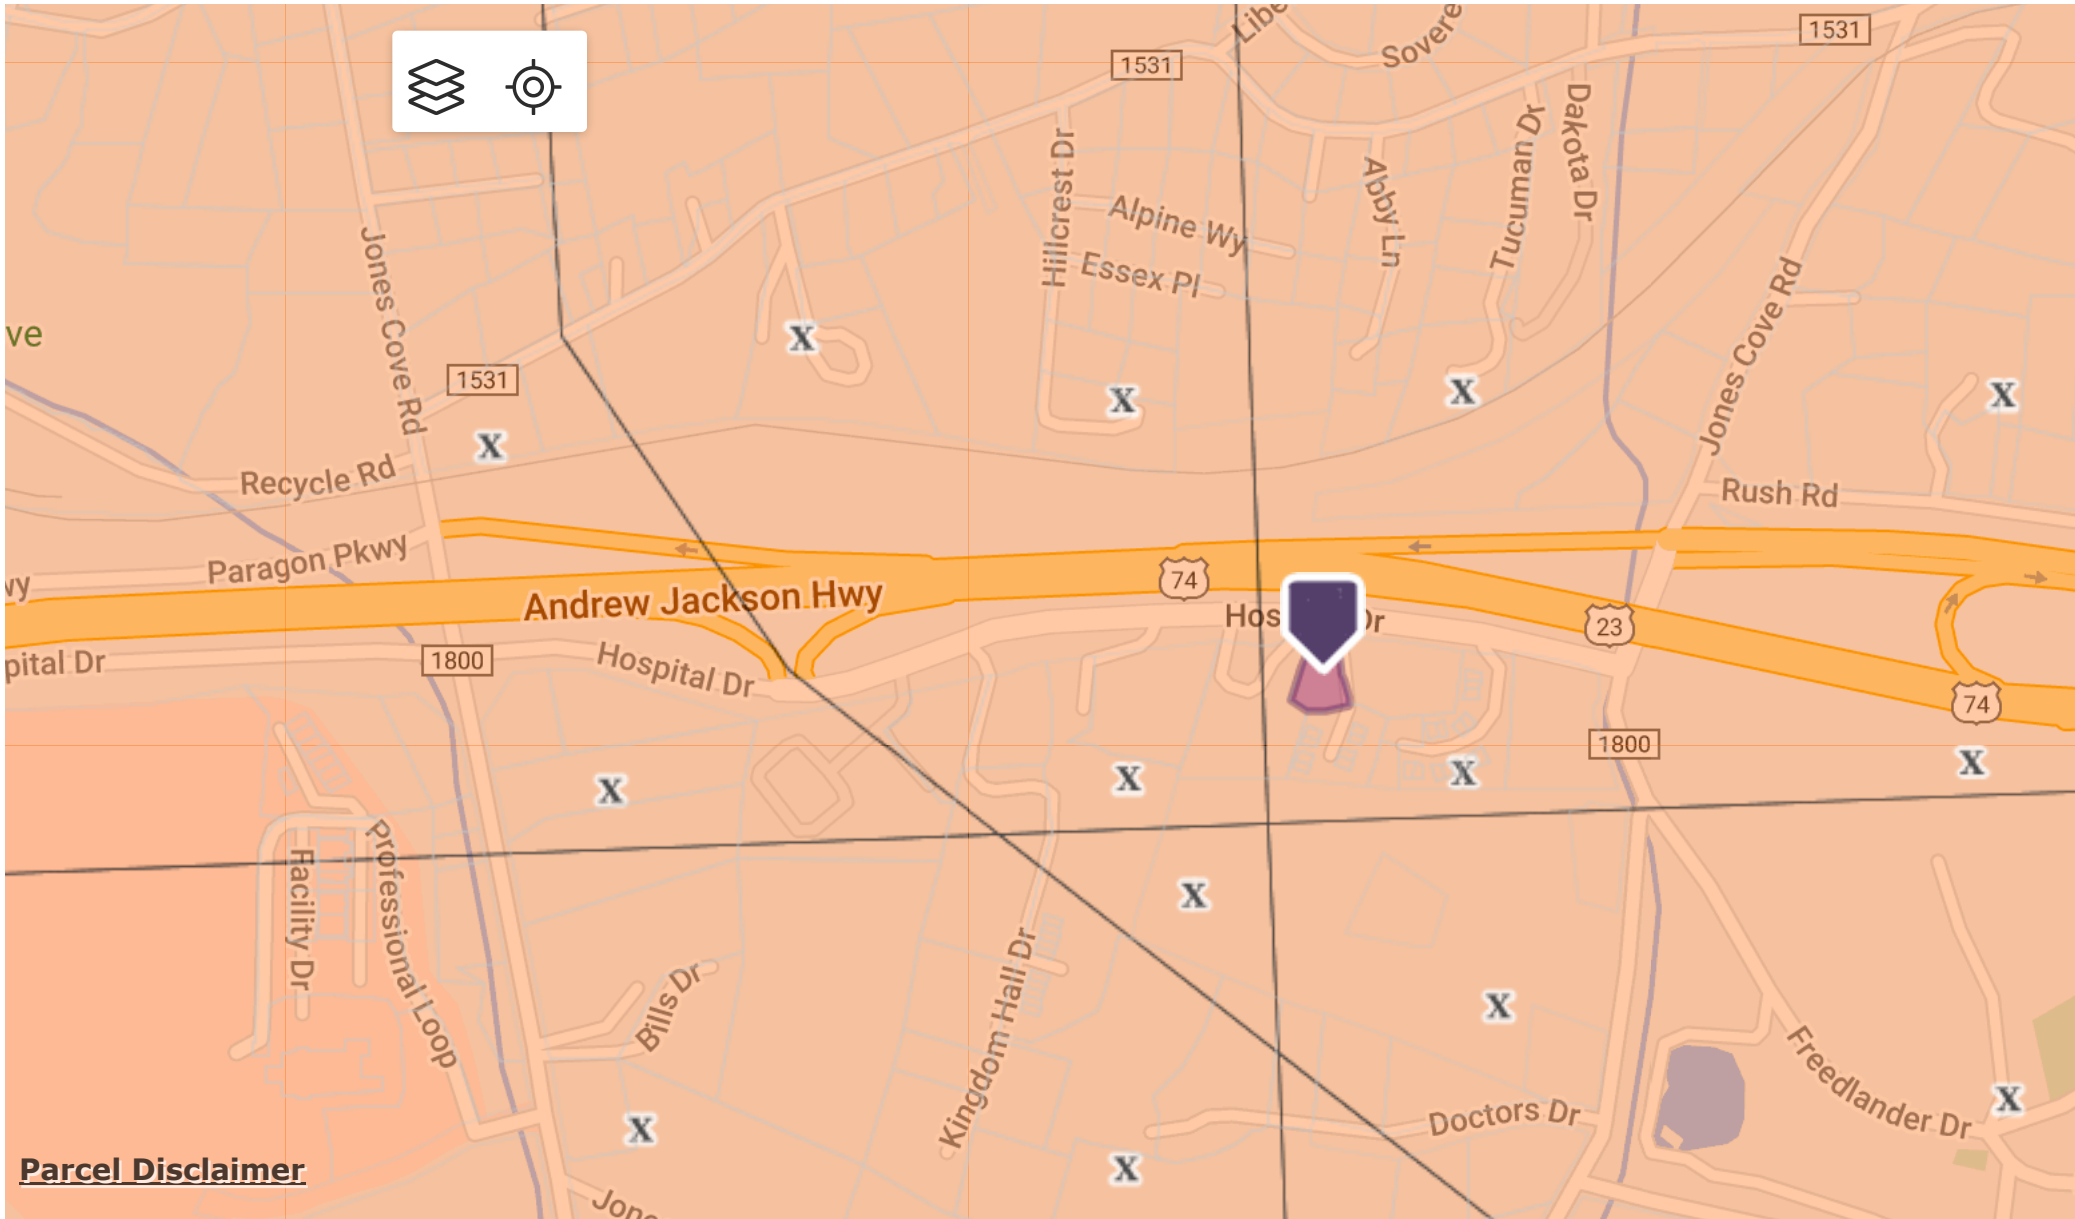 1531
Libe
Sovere
1531
Dakota Dr
Hillcrest Dr
Tucuman Dr
Abby Ln
Alpine Wy
Jones Cove Rd
Essex Pl
Jones Cove Rd
ve
X
1531
X
X
X
X
Recycle Rd
Rush Rd
Paragon Pkwy
wy
74
Andrew Jackson Hwy
Hos Dr
23
pital Dr
1800
Hospital Dr
74
1800
X
X
X
X
Professional Loop
Facility Dr
X
Kingdom Hall Dr
Bills Dr
X
Freedlander Dr
X
Doctors Dr
X
X
Parcel Disclaimer
Jone